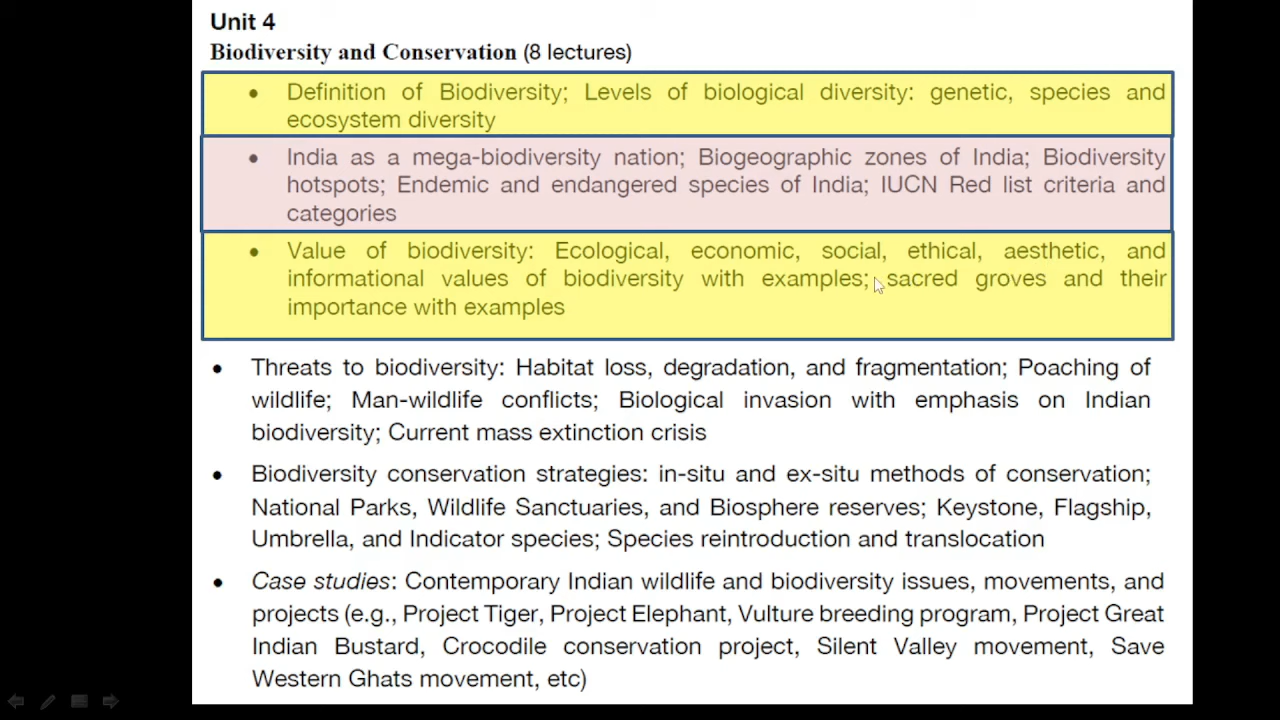 Unit 4
Biodiversity and Conservation (8 lectures)
• Definition of Biodiversity; Levels of biological diversity: genetic, species and
ecosystem diversity
• India as a mega-biodiversity nation; Biogeographic zones of India; Biodiversity
hotspots; Endemic and endangered species of India; IUCN Red list criteria and
categories
• Value of biodiversity: Ecological, economic, social, ethical, aesthetic, and
informational values of biodiversity with examples; sacred groves and their
importance with examples
• Threats to biodiversity: Habitat loss, degradation, and fragmentation; Poaching of
wildlife; Man-wildlife conflicts; Biological invasion with emphasis on Indian
biodiversity; Current mass extinction crisis
• Biodiversity conservation strategies: in-situ and ex-situ methods of conservation;
National Parks, Wildlife Sanctuaries, and Biosphere reserves; Keystone, Flagship,
Umbrella, and Indicator species; Species reintroduction and translocation
• Case studies: Contemporary Indian wildlife and biodiversity issues, movements, and
projects (e.g., Project Tiger, Project Elephant, Vulture breeding program, Project Great
Indian Bustard, Crocodile conservation project, Silent Valley movement, Save
Western Ghats movement, etc)